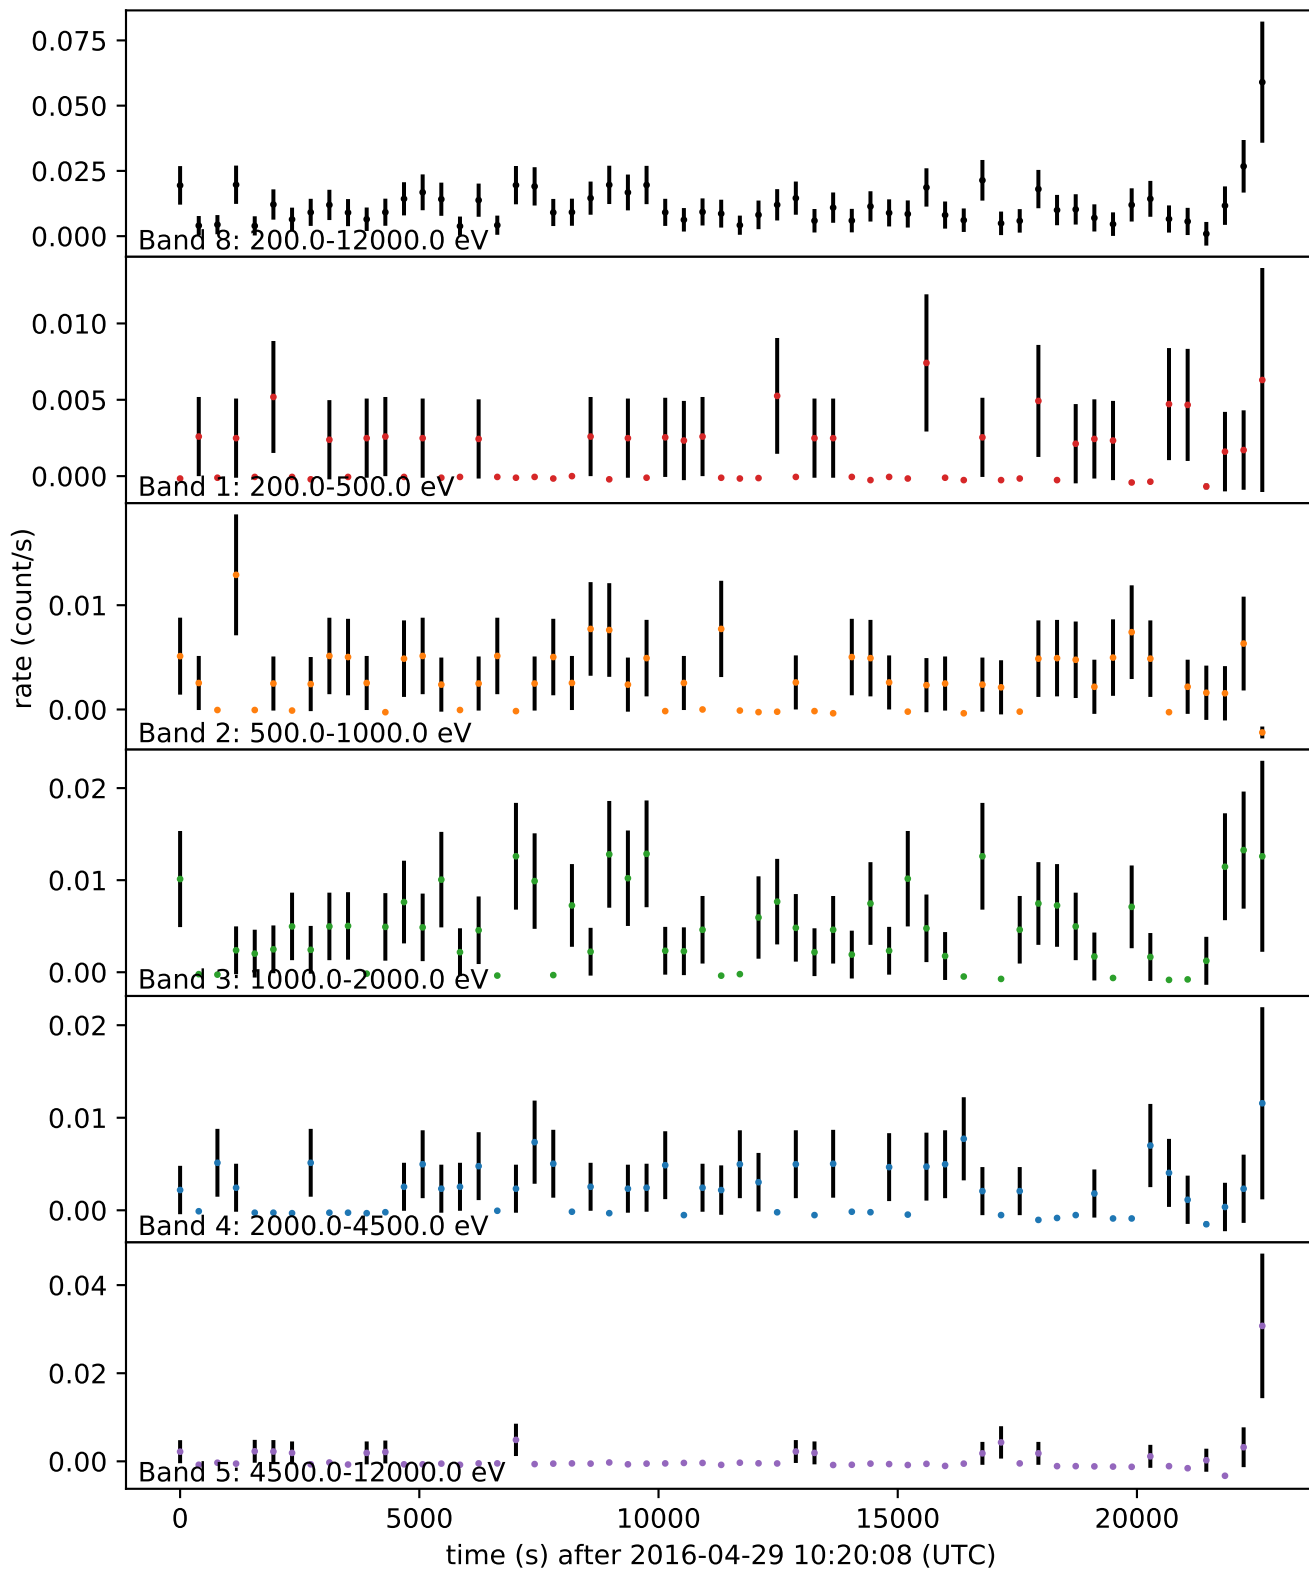 0.075
0.050
0.025
0.000
Band 8: 200.0-12000.0 eV
0.010
0.005
0.000
Band 1: 200.0-500.0 eV
rate (count/s)
0.01
0.00
Band 2: 500.0-1000.0 eV
0.02
0.01
0.00
Band 3: 1000.0-2000.0 eV
0.02
0.01
0.00
Band 4: 2000.0-4500.0 eV
0.04
0.02
0.00
Band 5: 4500.0-12000.0 eV
0 5000 10000 15000 20000
time (s) after 2016-04-29 10:20:08 (UTC)